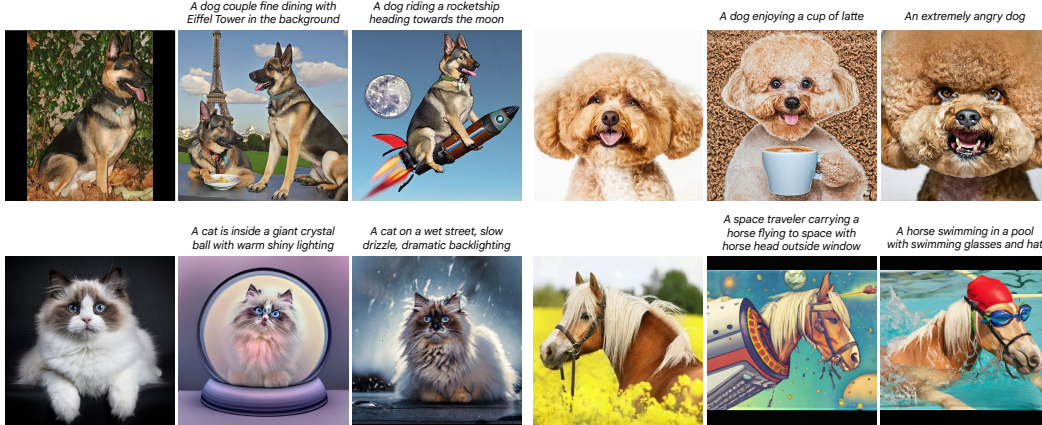 A dog couple fine dining with
Eiffel Tower in the background
A dog riding a rocketship
heading towards the moon
A dog enjoying a cup of latte
An extremely angry dog
A cat is inside a giant crystal
ball with warm shiny lighting
A cat on a wet street, slow
drizzle, dramatic backlighting
A space traveler carrying a
horse flying to space with
horse head outside window
A horse swimming in a pool
with swimming glasses and hat